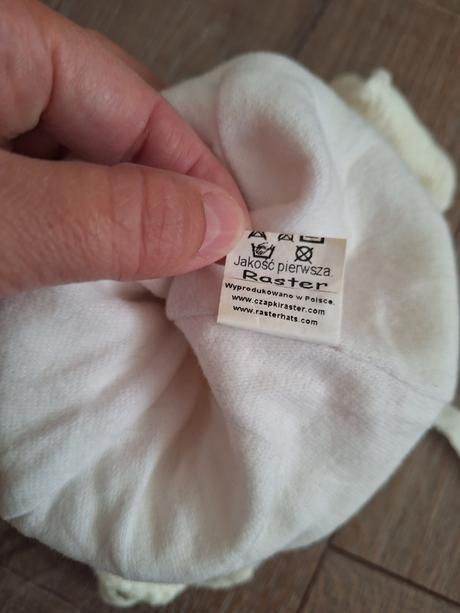 Jakość pierwsza.
Raster
Wyprodukowano w Polsce.
www.czapkiraster.com
www.rasterhats.com